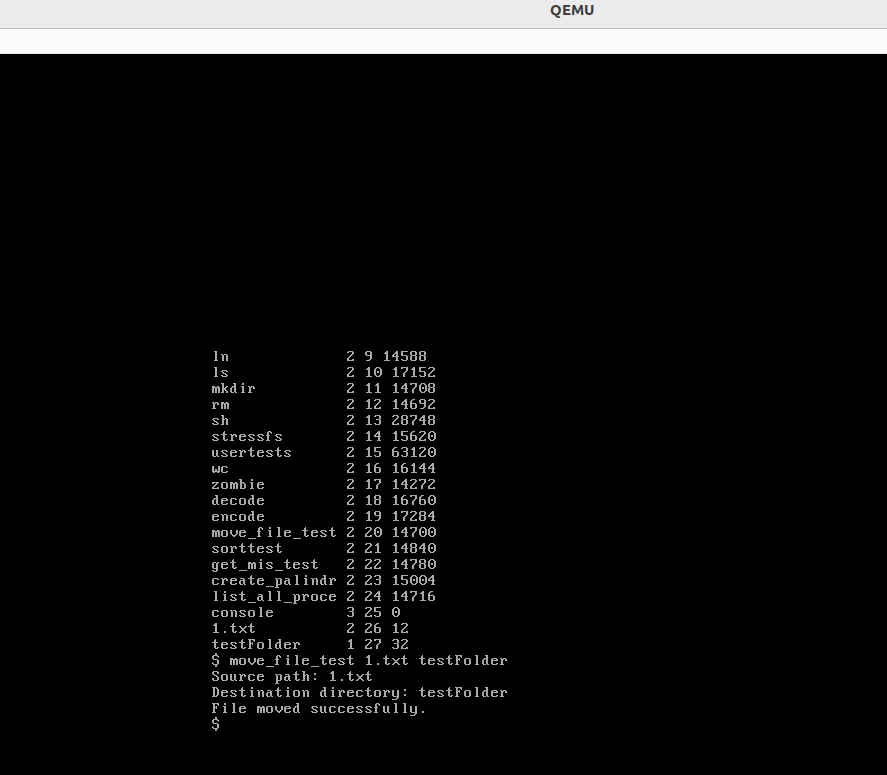 QEMU
ln             2 9 14588
ls             2 10 17152
mkdir          2 11 14708
rm             2 12 14692
sh             2 13 28748
stressfs       2 14 15620
usertests      2 15 63120
wc             2 16 16144
zombie         2 17 14272
decode         2 18 16760
encode         2 19 17284
move_file_test 2 20 14700
sorttest       2 21 14840
get_mis_test   2 22 14780
create_palindr 2 23 15004
list_all_proce 2 24 14716
console        3 25 0
1.txt          2 26 12
testFolder     1 27 32
$ move_file_test 1.txt testFolder
Source path: 1.txt
Destination directory: testFolder
File moved successfully.
$